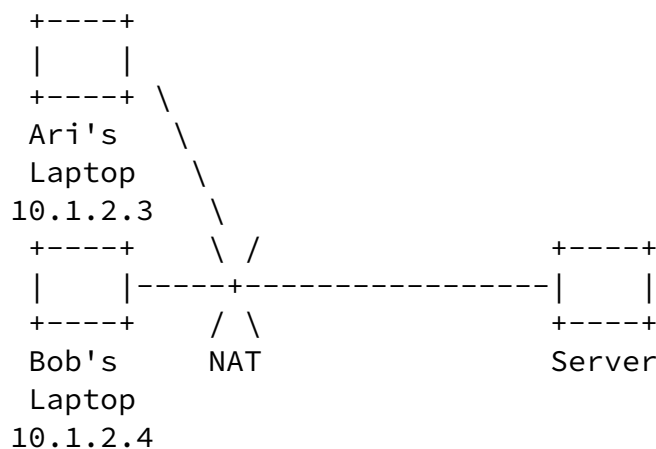 +----+
|    |
+----+ \
Ari's   \
Laptop  \
10.1.2.3  \
+----+    \ /                +----+
|    |-----+-----------------|    |
+----+    / \                +----+
Bob's     NAT                Server
Laptop
10.1.2.4